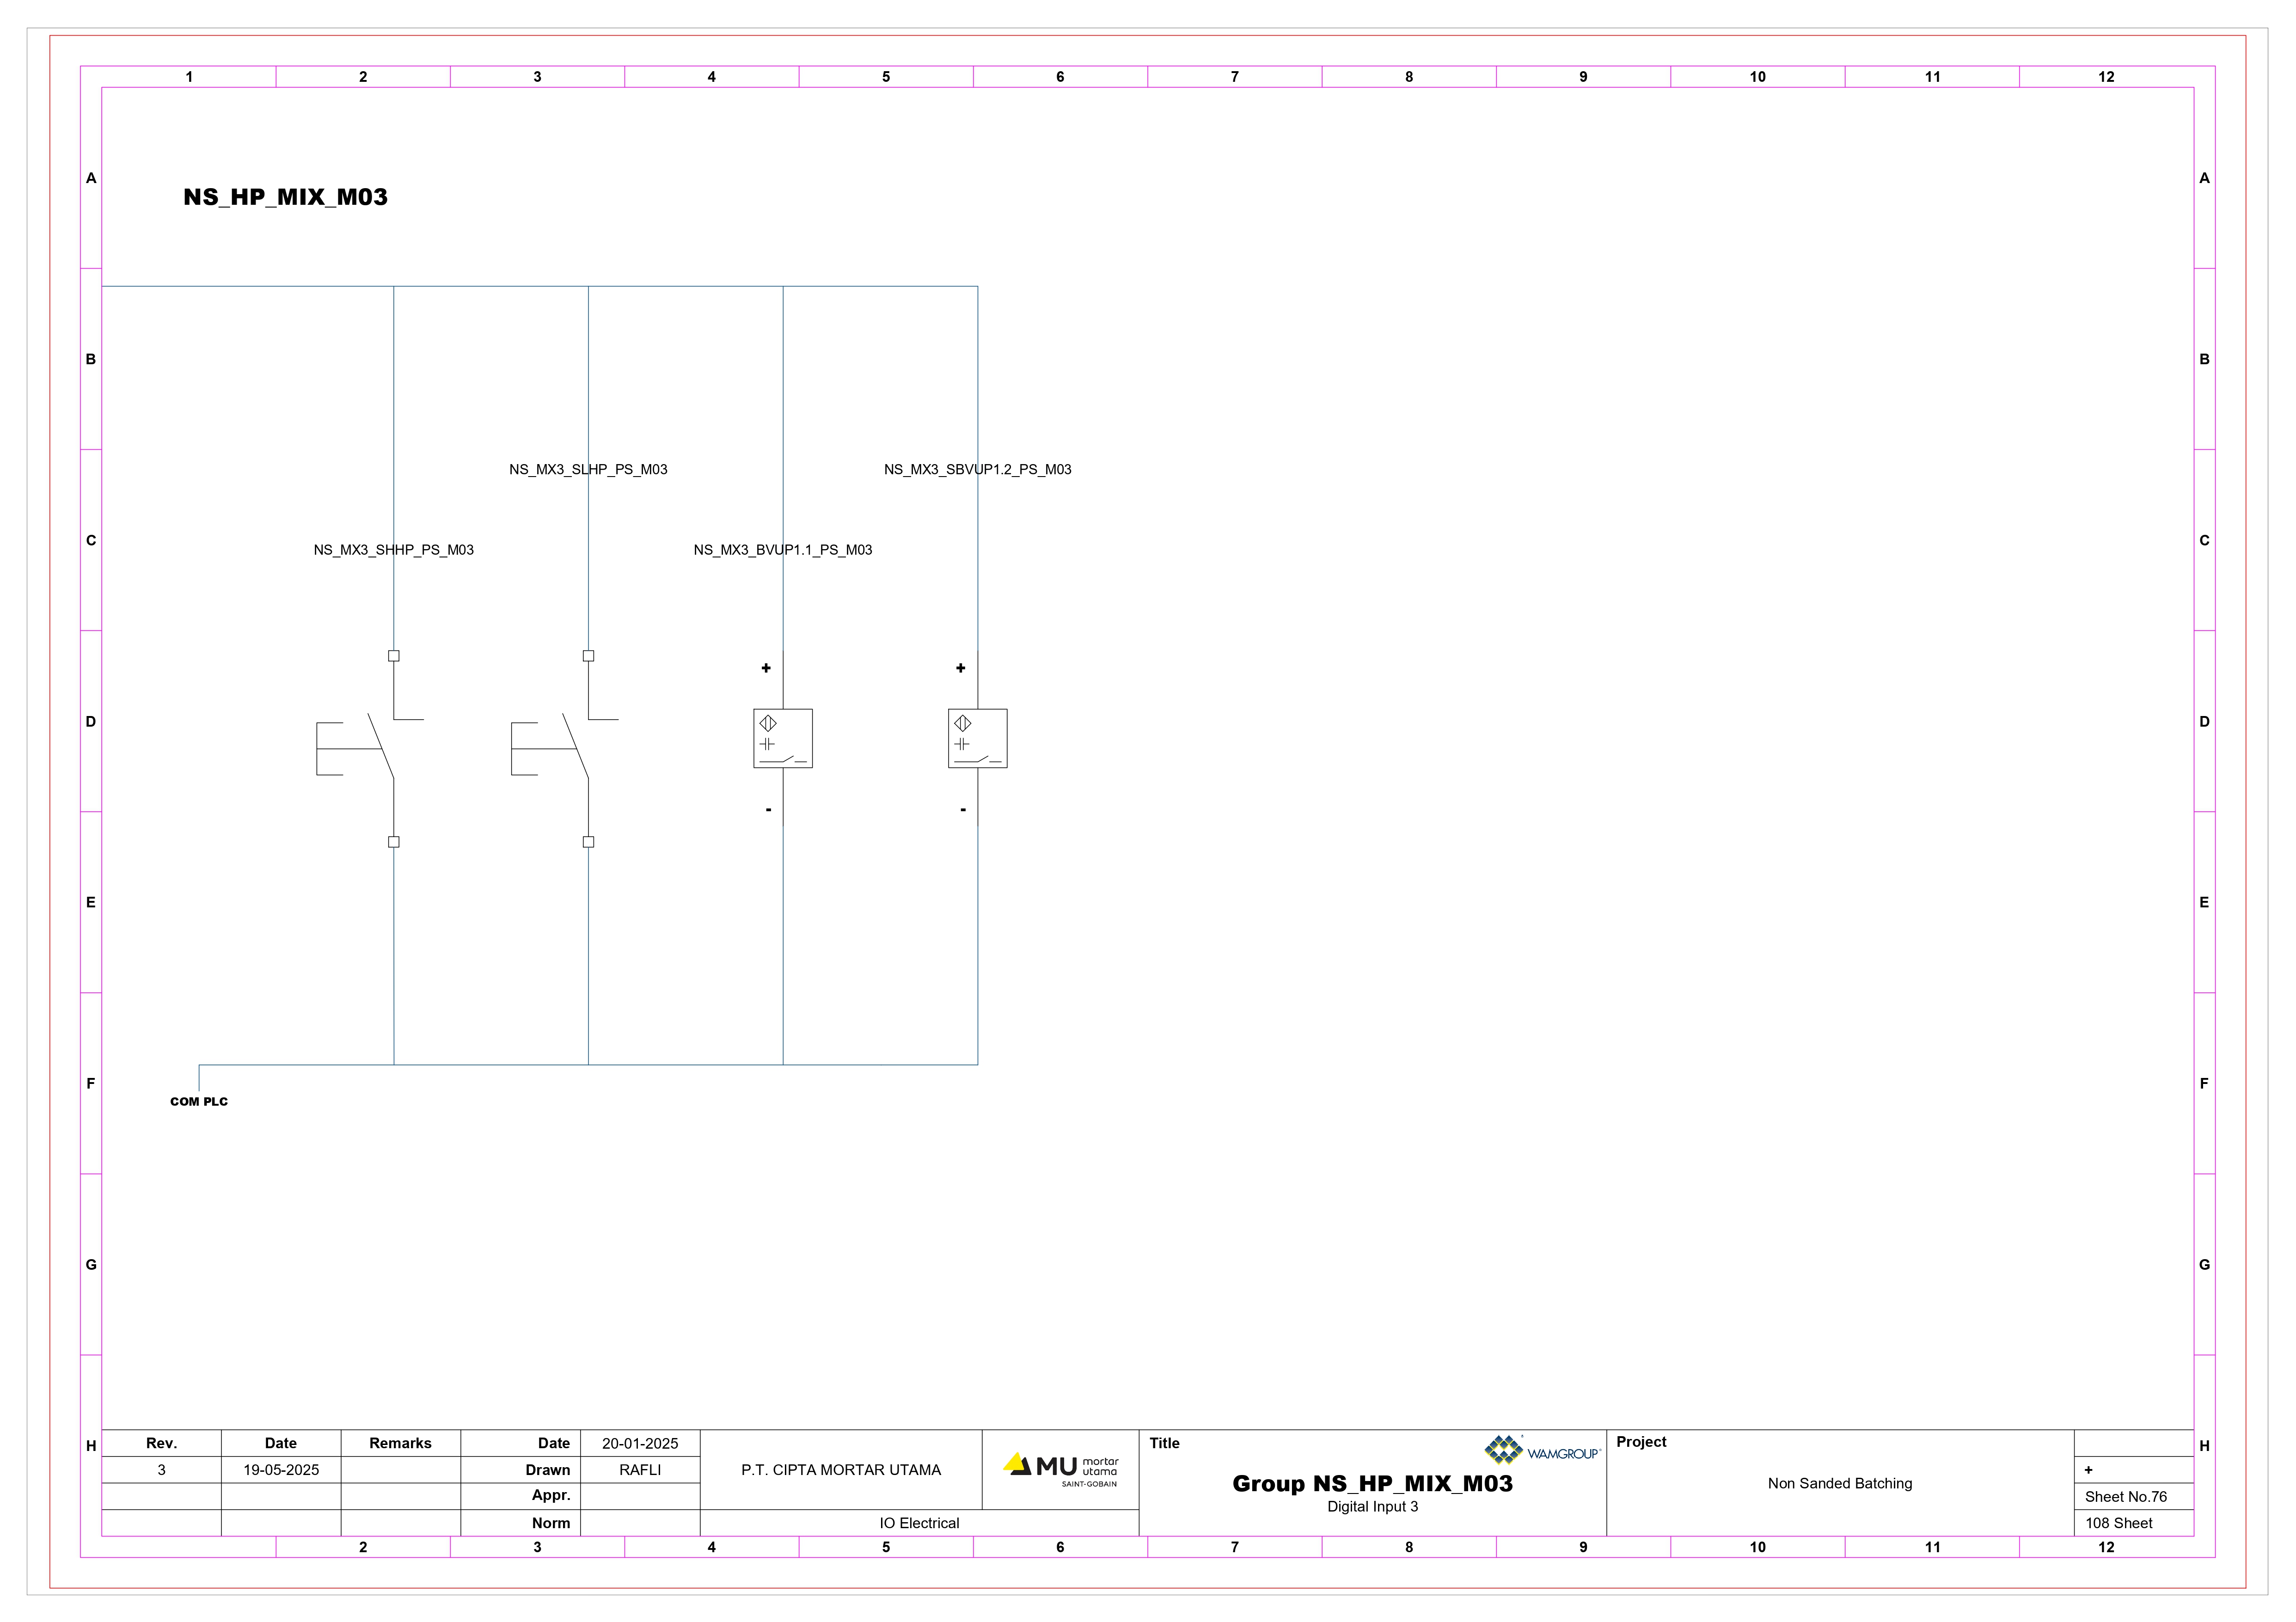 1 2 3 4 5 6 7 8 9 10 11 12
A A
NS_HP_MIX_M03
B B
NS_MX3_SLHP_PS_M03 NS_MX3_SBVUP1.2_PS_M03
C C
NS_MX3_SHHP_PS_M03 NS_MX3_BVUP1.1_PS_M03
+ +
D D
- -
E E
F F
COM PLC
G G
H H
Rev. Date Remarks Date 20-01-2025
3 19-05-2025 Drawn RAFLI
Appr.
Norm
P.T. CIPTA MORTAR UTAMA
MU mortar
utama
SAINT-GOBAIN
IO Electrical
Title
WAMGROUP®
Group NS_HP_MIX_M03
Digital Input 3
Project
Non Sanded Batching
+
Sheet No.76
108 Sheet
2 3 4 5 6 7 8 9 10 11 12